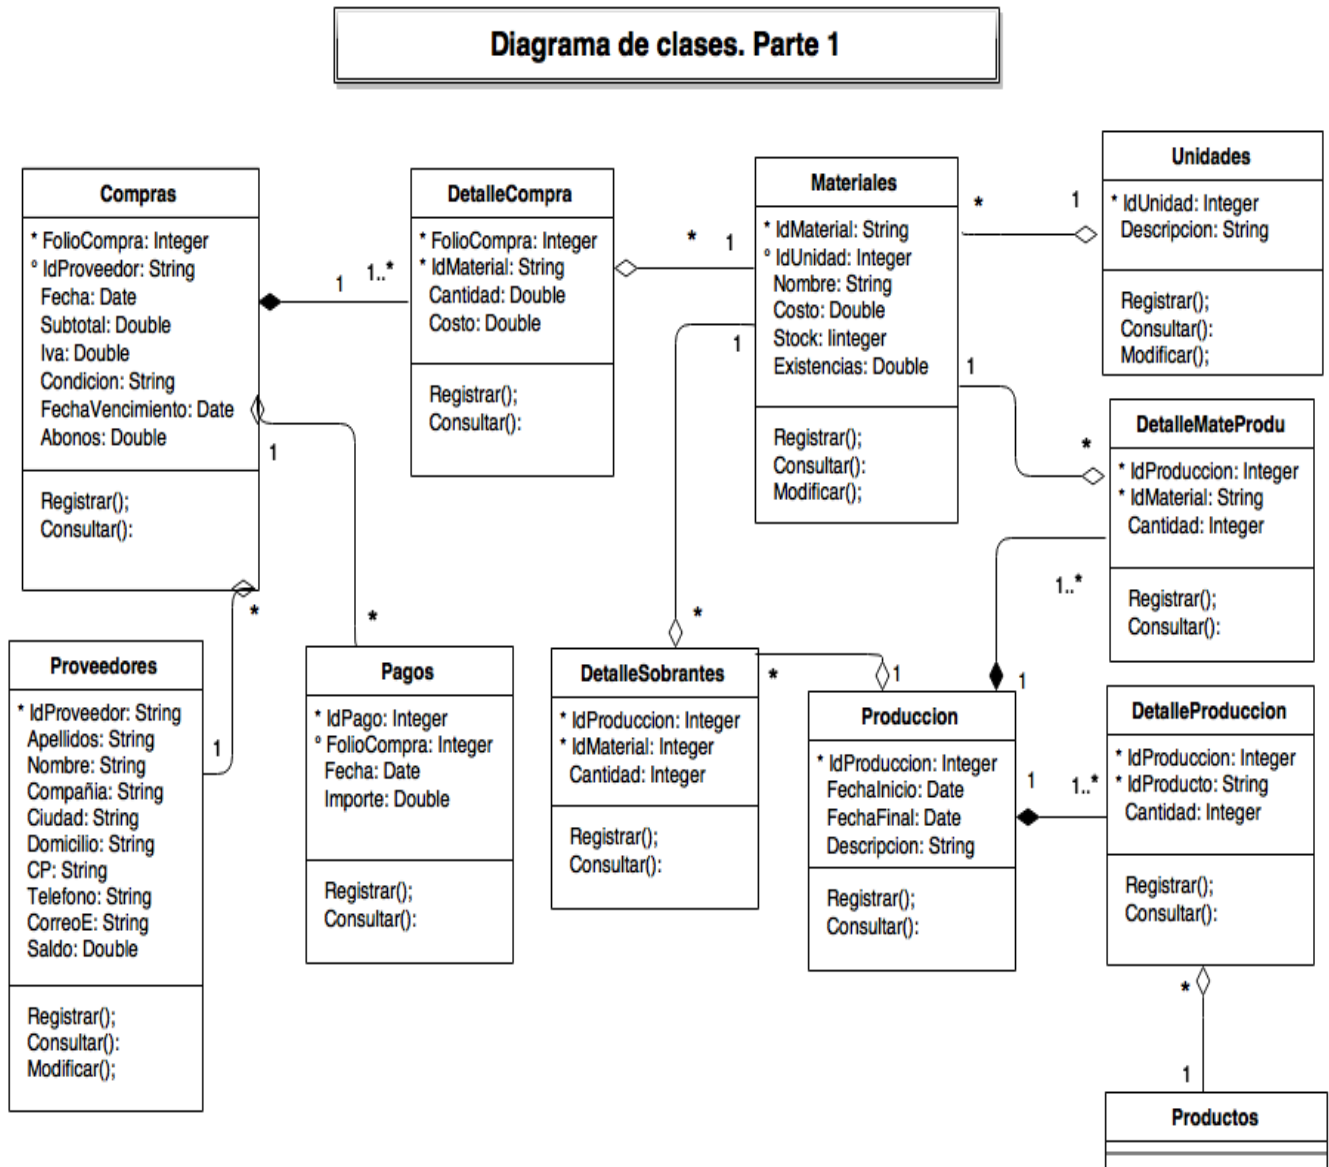 Diagrama de clases. Parte 1
Compras
* FolioCompra: Integer
° IdProveedor: String
Fecha: Date
Subtotal: Double
Iva: Double
Condicion: String
FechaVencimiento: Date
Abonos: Double
Registrar();
Consultar():
1
1..*
1
*
DetalleCompra
* FolioCompra: Integer
* IdMaterial: String
Cantidad: Double
Costo: Double
Registrar();
Consultar():
*
1
Materiales
* IdMaterial: String
° IdUnidad: Integer
Nombre: String
Costo: Double
Stock: Iinteger
Existencias: Double
Registrar();
Consultar():
Modificar();
*
1
Unidades
* IdUnidad: Integer
Descripcion: String
Registrar();
Consultar():
Modificar();
1
*
1
*
DetalleMateProdu
* IdProduccion: Integer
* IdMaterial: String
Cantidad: Integer
Registrar();
Consultar():
1..*
1
Proveedores
* IdProveedor: String
Apellidos: String
Nombre: String
Compañia: String
Ciudad: String
Domicilio: String
CP: String
Telefono: String
CorreoE: String
Saldo: Double
Registrar();
Consultar():
Modificar();
1
*
Pagos
* IdPago: Integer
° FolioCompra: Integer
Fecha: Date
Importe: Double
Registrar();
Consultar():
DetalleSobrantes
* IdProduccion: Integer
* IdMaterial: Integer
Cantidad: Integer
Registrar();
Consultar():
*
1
Produccion
* IdProduccion: Integer
FechaInicio: Date
FechaFinal: Date
Descripcion: String
Registrar();
Consultar():
1
1..*
DetalleProduccion
* IdProduccion: Integer
* IdProducto: String
Cantidad: Integer
Registrar();
Consultar():
*
1
Productos